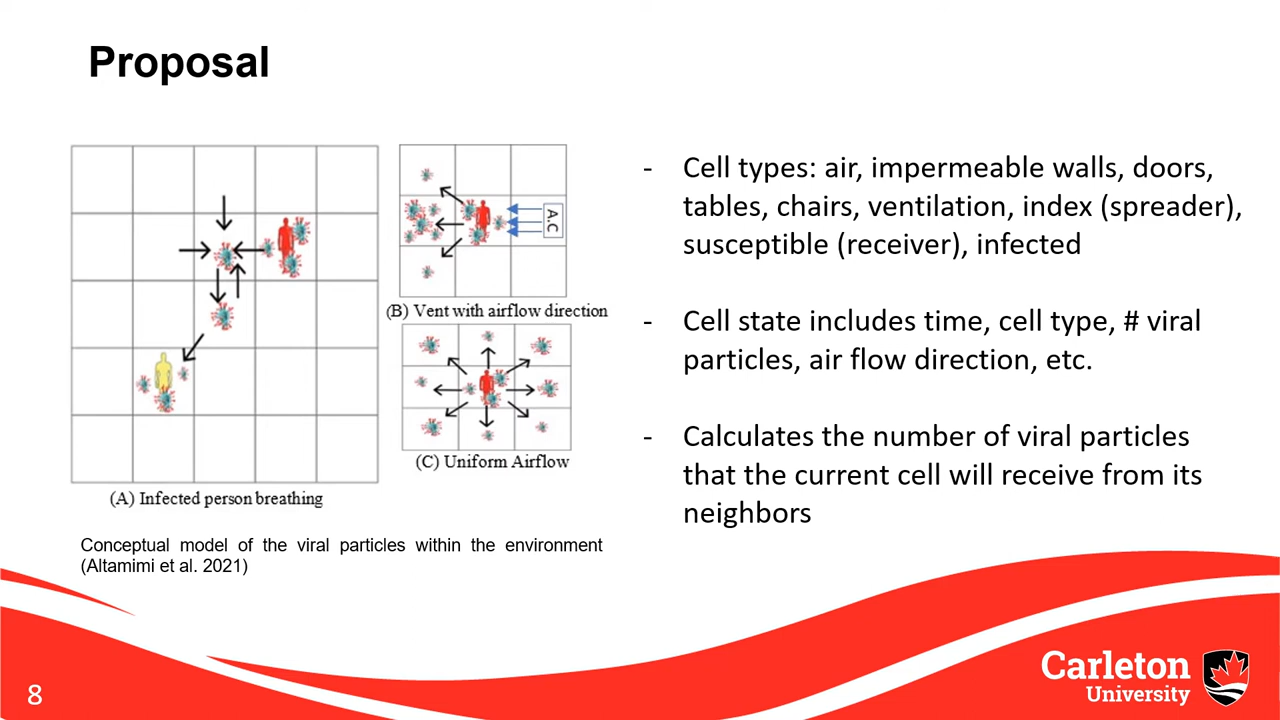 Proposal
A.C
(A) Infected person breathing
(B) Vent with airflow direction
(C) Uniform Airflow
Conceptual model of the viral particles within the environment
(Altamimi et al. 2021)
- Cell types: air, impermeable walls, doors,
tables, chairs, ventilation, index (spreader),
susceptible (receiver), infected
- Cell state includes time, cell type, # viral
particles, air flow direction, etc.
- Calculates the number of viral particles
that the current cell will receive from its
neighbors
8
Carleton
University